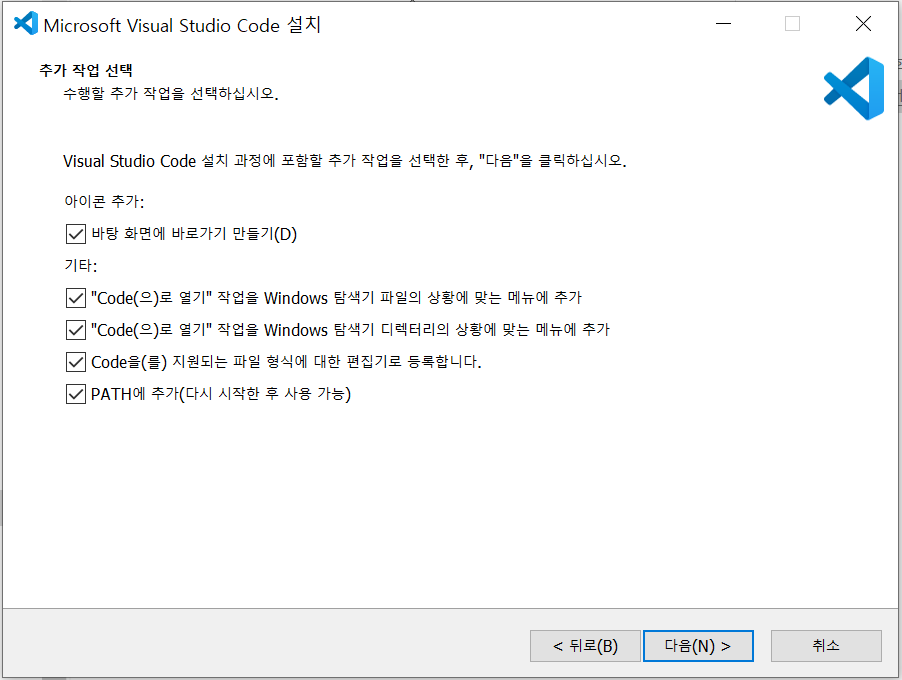 Microsoft Visual Studio Code 설치
추가 작업 선택
수행할 추가 작업을 선택하십시오.
Visual Studio Code 설치 과정에 포함할 추가 작업을 선택한 후, "다음"을 클릭하십시오.
아이콘 추가:
바탕 화면에 바로가기 만들기(D)
기타:
"Code(으)로 열기" 작업을 Windows 탐색기 파일의 상황에 맞는 메뉴에 추가
"Code(으)로 열기" 작업을 Windows 탐색기 디렉터리의 상황에 맞는 메뉴에 추가
Code을(를) 지원되는 파일 형식에 대한 편집기로 등록합니다.
PATH에 추가(다시 시작한 후 사용 가능)
< 뒤로(B) 다음(N) > 취소